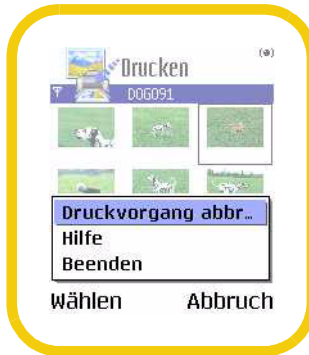 Drucken
DOG091
Druckvorgang abbr…
Hilfe
Beenden
Wählen Abbruch